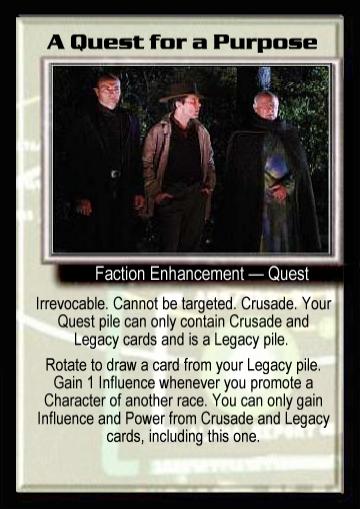 A Quest for a Purpose
Faction Enhancement — Quest
Irrevocable. Cannot be targeted. Crusade. Your
Quest pile can only contain Crusade and
Legacy cards and is a Legacy pile.
Rotate to draw a card from your Legacy pile.
Gain 1 Influence whenever you promote a
Character of another race. You can only gain
Influence and Power from Crusade and Legacy
cards, including this one.